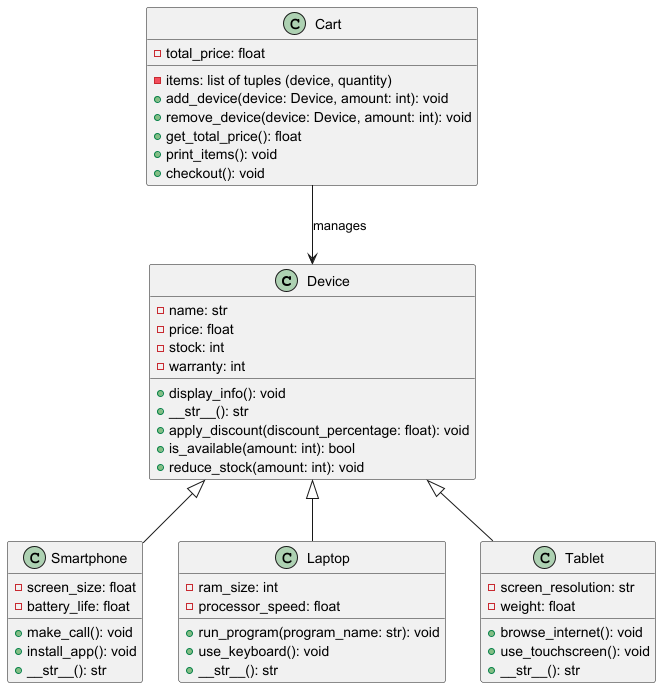 C Cart
total_price: float
items: list of tuples (device, quantity)
add_device(device: Device, amount: int): void
remove_device(device: Device, amount: int): void
get_total_price(): float
print_items(): void
checkout(): void
manages
C Device
name: str
price: float
stock: int
warranty: int
display_info(): void
__str__(): str
apply_discount(discount_percentage: float): void
is_available(amount: int): bool
reduce_stock(amount: int): void
C Smartphone
screen_size: float
battery_life: float
make_call(): void
install_app(): void
__str__(): str
C Laptop
ram_size: int
processor_speed: float
run_program(program_name: str): void
use_keyboard(): void
__str__(): str
C Tablet
screen_resolution: str
weight: float
browse_internet(): void
use_touchscreen(): void
__str__(): str